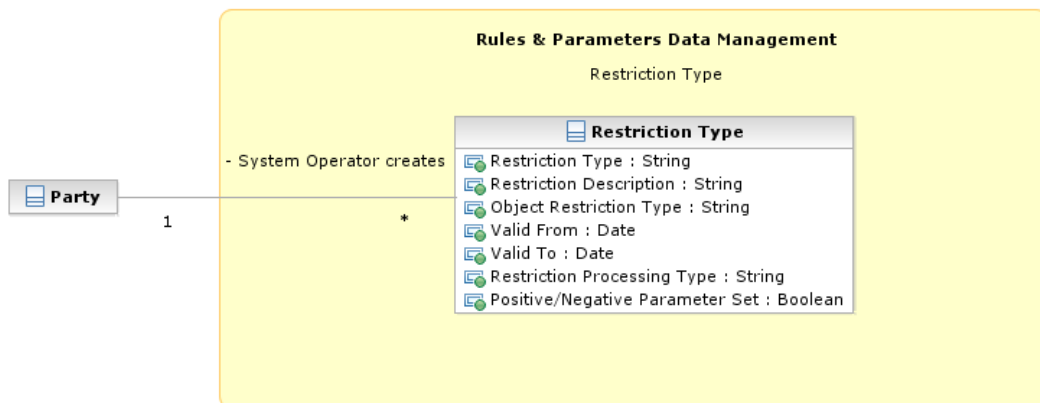 Rules & Parameters Data Management
Restriction Type
Restriction Type
- System Operator creates
Restriction Type : String
Restriction Description : String
Party
Object Restriction Type : String
1
*
Valid From : Date
Valid To : Date
Restriction Processing Type : String
Positive/Negative Parameter Set : Boolean